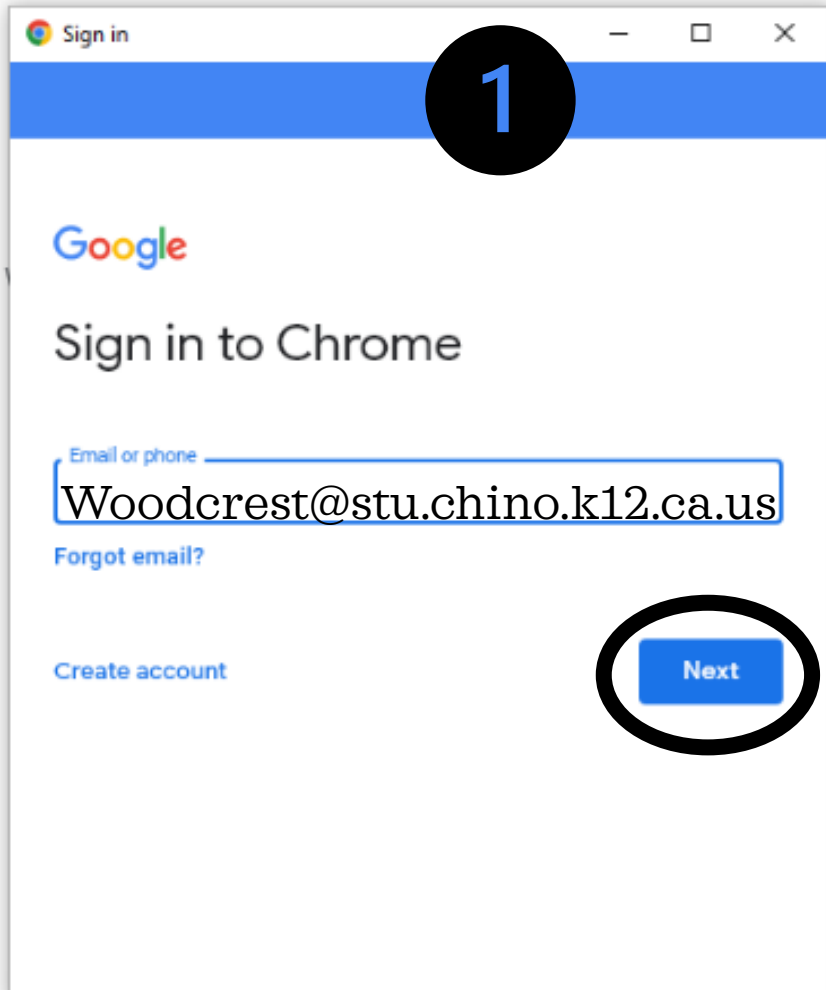 Sign in
1
Google
Sign in to Chrome
Email or phone
Woodcrest@stu.chino.k12.ca.us
Forgot email?
Create account
Next